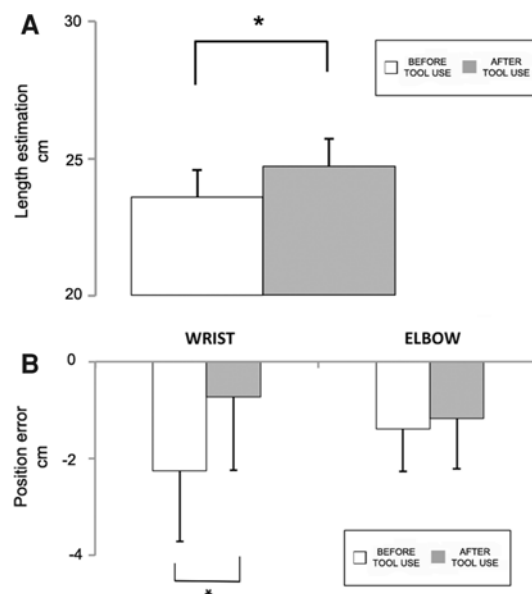 A
30
*
BEFORE TOOL USE
AFTER TOOL USE
Length estimation
cm
25
20
WRIST
ELBOW
B
0
Position error
cm
-2
-4
BEFORE TOOL USE
AFTER TOOL USE
*